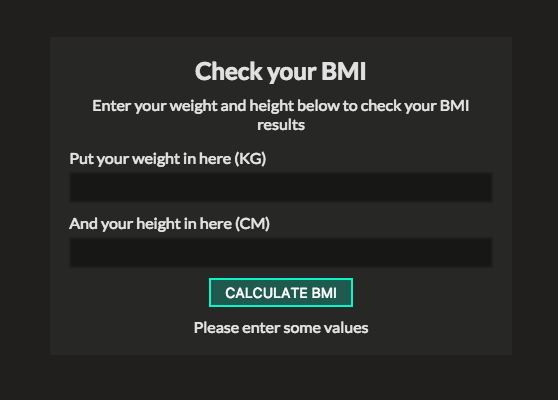 Check your BMI
Enter your weight and height below to check your BMI
results
Put your weight in here (KG)
And your height in here (CM)
CALCULATE BMI
Please enter some values